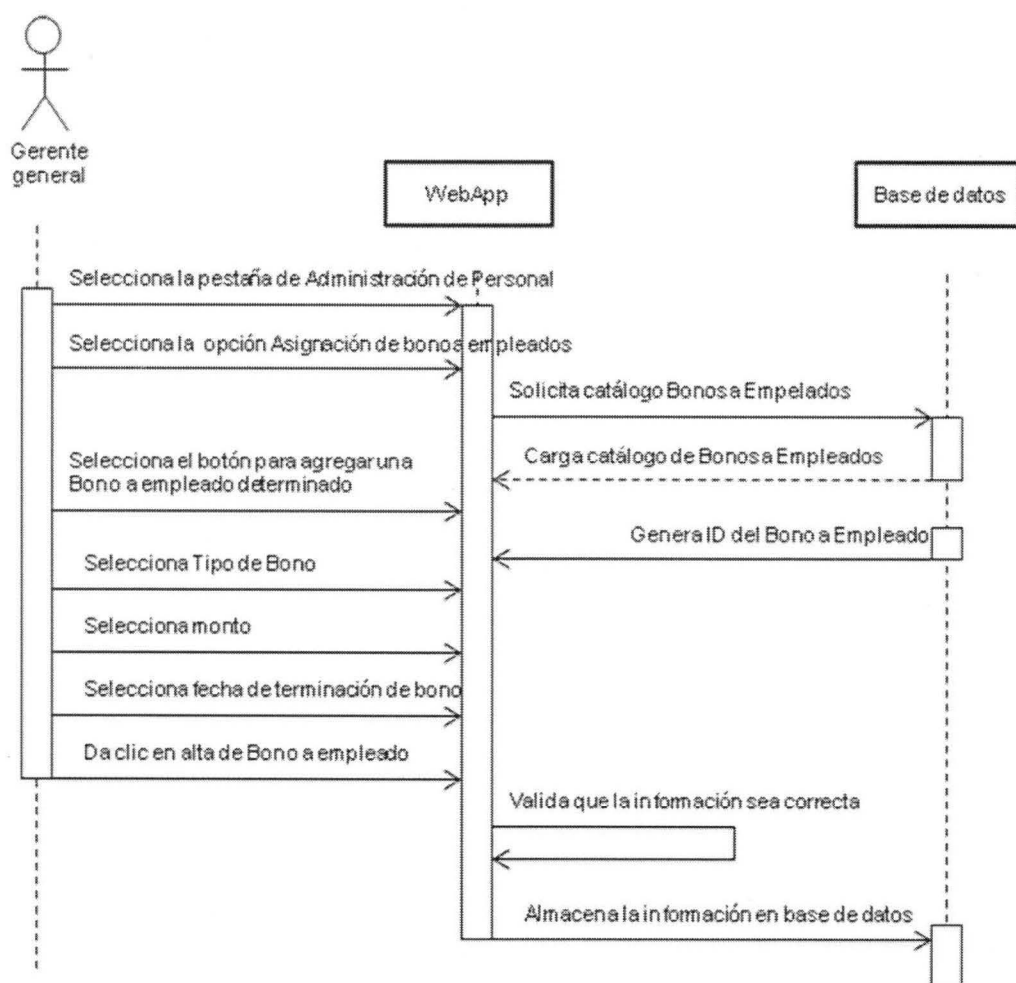 Gerente
general
WebApp
Base de datos
Selecciona la pestaña de Administración de Personal
Selecciona la opción Asignación de bonos a empleados
Solicita catálogo Bonos a Empelados
Carga catálogo de Bonos a Empleados
Selecciona el botón para agregar una
Bono a empleado determinado
Genera ID del Bono a Empleado
Selecciona Tipo de Bono
Selecciona monto
Selecciona fecha de terminación de bono
Da clic en alta de Bono a empleado
Valida que la información sea correcta
Almacena la información en base de datos